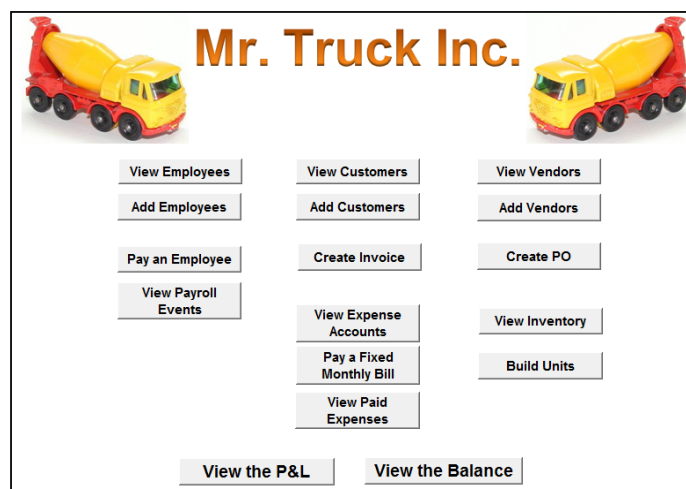 Mr. Truck Inc.
View Employees
View Customers
View Vendors
Add Employees
Add Customers
Add Vendors
Pay an Employee
Create Invoice
Create PO
View Payroll
Events
View Expense
Accounts
View Inventory
Pay a Fixed
Monthly Bill
Build Units
View Paid
Expenses
View the P&L
View the Balance